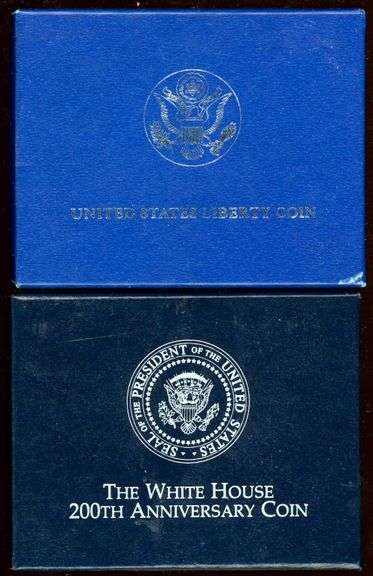 UNITED STATES LIBERTY COIN
SEAL OF THE PRESIDENT OF THE UNITED STATES
THE WHITE HOUSE
200TH ANNIVERSARY COIN